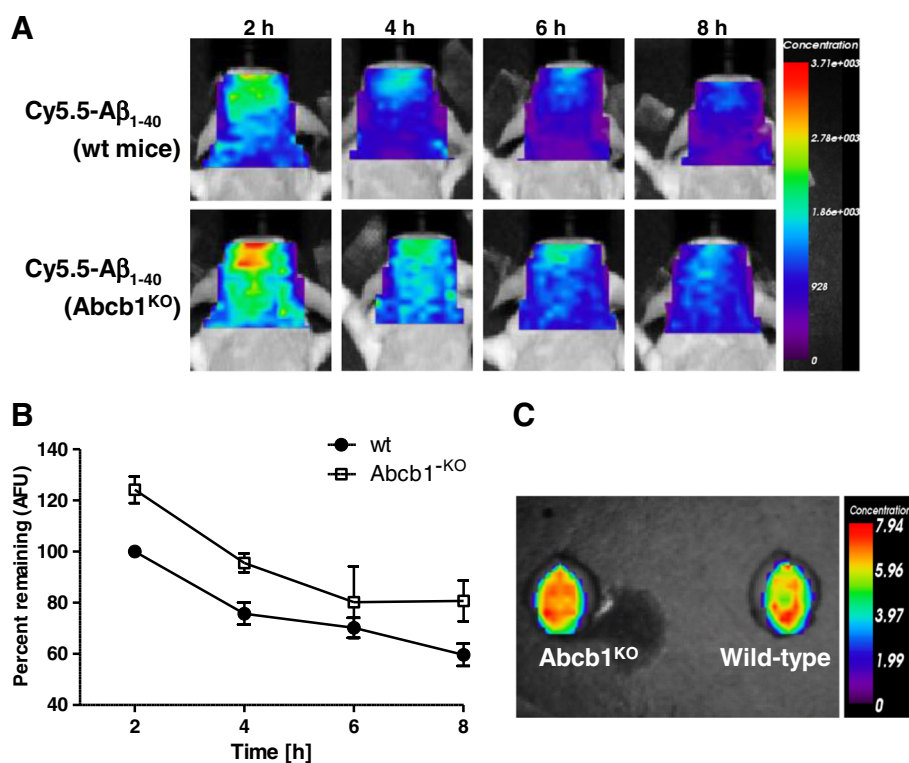 A
2 h 4 h 6 h 8 h
Cy5.5-Aβ1-40
(wt mice)
Cy5.5-Aβ1-40
(Abcb1KO)
Concentration
3.71e+003
2.78e+003
1.86e+003
928
0
B
wt
Abcb1-KO
Percent remaining (AFU)
140
120
100
80
60
40
2 4 6 8
Time [h]
C
Abcb1KO
Wild-type
Concentration
7.94
5.96
3.97
1.99
0